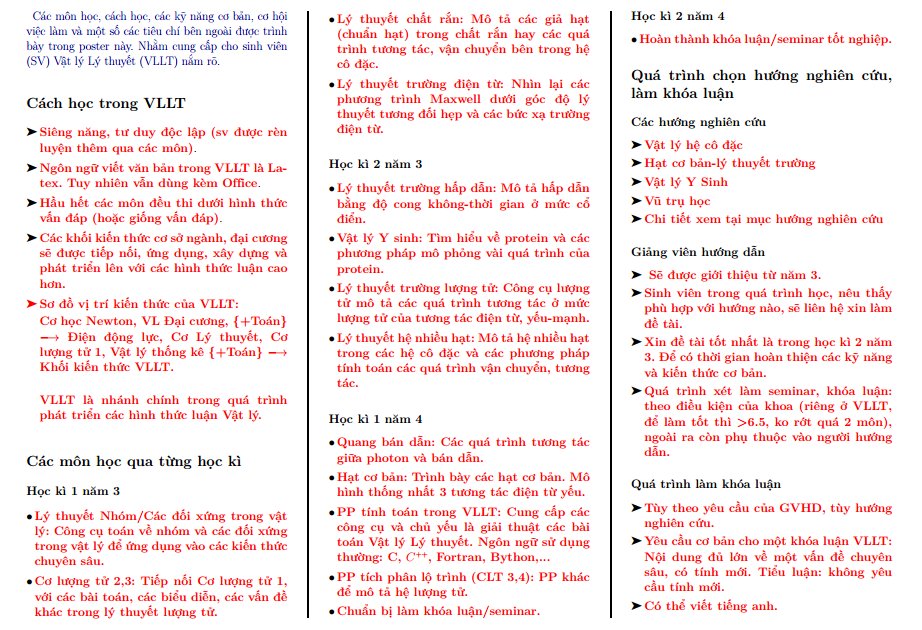 Các môn học, cách học, các kỹ năng cơ bản, cơ hội
việc làm và một số các tiêu chí bên ngoài được trình
bày trong poster này. Nhằm cung cấp cho sinh viên
(SV) Vật lý Lý thuyết (VLLT) nắm rõ.
Cách học trong VLLT
➤ Siêng năng, tư duy độc lập (sv được rèn
luyện thêm qua các môn).
➤ Ngôn ngữ viết văn bản trong VLLT là La-
tex. Tuy nhiên vẫn dùng kèm Office.
➤ Hầu hết các môn đều thi dưới hình thức
vấn đáp (hoặc giống vấn đáp).
➤ Các khối kiến thức cơ sở ngành, đại cương
sẽ được tiếp nối, ứng dụng, xây dựng và
phát triển lên với các hình thức luận cao
hơn.
➤ Sơ đồ vị trí kiến thức của VLLT:
Cơ học Newton, VL Đại cương, {+Toán}
⟶ Điện động lực, Cơ Lý thuyết, Cơ
lượng tử 1, Vật lý thống kê {+Toán} ⟶
Khối kiến thức VLLT.
VLLT là nhánh chính trong quá trình
phát triển các hình thức luận Vật lý.
Các môn học qua từng học kì
Học kì 1 năm 3
• Lý thuyết Nhóm/Các đối xứng trong vật
lý: Công cụ toán về nhóm và các đối xứng
trong vật lý để ứng dụng vào các kiến thức
chuyên sâu.
• Cơ lượng tử 2,3: Tiếp nối Cơ lượng tử 1,
với các bài toán, các biểu diễn, các vấn đề
khác trong lý thuyết lượng tử.
• Lý thuyết chất rắn: Mô tả các giả hạt
(chuẩn hạt) trong chất rắn hay các quá
trình tương tác, vận chuyển bên trong hệ
cô đặc.
• Lý thuyết trường điện từ: Nhìn lại các
phương trình Maxwell dưới góc độ lý
thuyết tương đối hẹp và các bức xạ trường
điện từ.
Học kì 2 năm 3
• Lý thuyết trường hấp dẫn: Mô tả hấp dẫn
bằng độ cong không-thời gian ở mức cổ
điển.
• Vật lý Y sinh: Tìm hiểu về protein và các
phương pháp mô phỏng vài quá trình của
protein.
• Lý thuyết trường lượng tử: Công cụ lượng
tử mô tả các quá trình tương tác ở mức
lượng tử của tương tác điện từ, yếu-mạnh.
• Lý thuyết hệ nhiều hạt: Mô tả hệ nhiều hạt
trong các hệ cô đặc và các phương pháp
tính toán các quá trình vận chuyển, tương
tác.
Học kì 1 năm 4
• Quang bán dẫn: Các quá trình tương tác
giữa photon và bán dẫn.
• Hạt cơ bản: Trình bày các hạt cơ bản. Mô
hình thống nhất 3 tương tác điện từ yếu.
• PP tính toán trong VLLT: Cung cấp các
công cụ và chủ yếu là giải thuật các bài
toán Vật lý Lý thuyết. Ngôn ngữ sử dụng
thường: C, C++, Fortran, Bython,...
• PP tích phân lộ trình (CLT 3,4): PP khác
để mô tả hệ lượng tử.
• Chuẩn bị làm khóa luận/seminar.
Học kì 2 năm 4
• Hoàn thành khóa luận/seminar tốt nghiệp.
Quá trình chọn hướng nghiên cứu,
làm khóa luận
Các hướng nghiên cứu
➤ Vật lý hệ cô đặc
➤ Hạt cơ bản-lý thuyết trường
➤ Vật lý Y Sinh
➤ Vũ trụ học
➤ Chi tiết xem tại mục hướng nghiên cứu
Giảng viên hướng dẫn
➤ Sẽ được giới thiệu từ năm 3.
➤ Sinh viên trong quá trình học, nêu thấy
phù hợp với hướng nào, sẽ liên hệ xin làm
đề tài.
➤ Xin đề tài tốt nhất là trong học kì 2 năm
3. Để có thời gian hoàn thiện các kỹ năng
và kiến thức cơ bản.
➤ Quá trình xét làm seminar, khóa luận:
theo điều kiện của khoa (riêng ở VLLT,
để làm tốt thì >6.5, ko rớt quá 2 môn),
ngoài ra còn phụ thuộc vào người hướng
dẫn.
Quá trình làm khóa luận
➤ Tùy theo yêu cầu của GVHD, tùy hướng
nghiên cứu.
➤ Yêu cầu cơ bản cho một khóa luận VLLT:
Nội dung đủ lớn về một vấn đề chuyên
sâu, có tính mới. Tiểu luận: không yêu
cầu tính mới.
➤ Có thể viết tiếng anh.